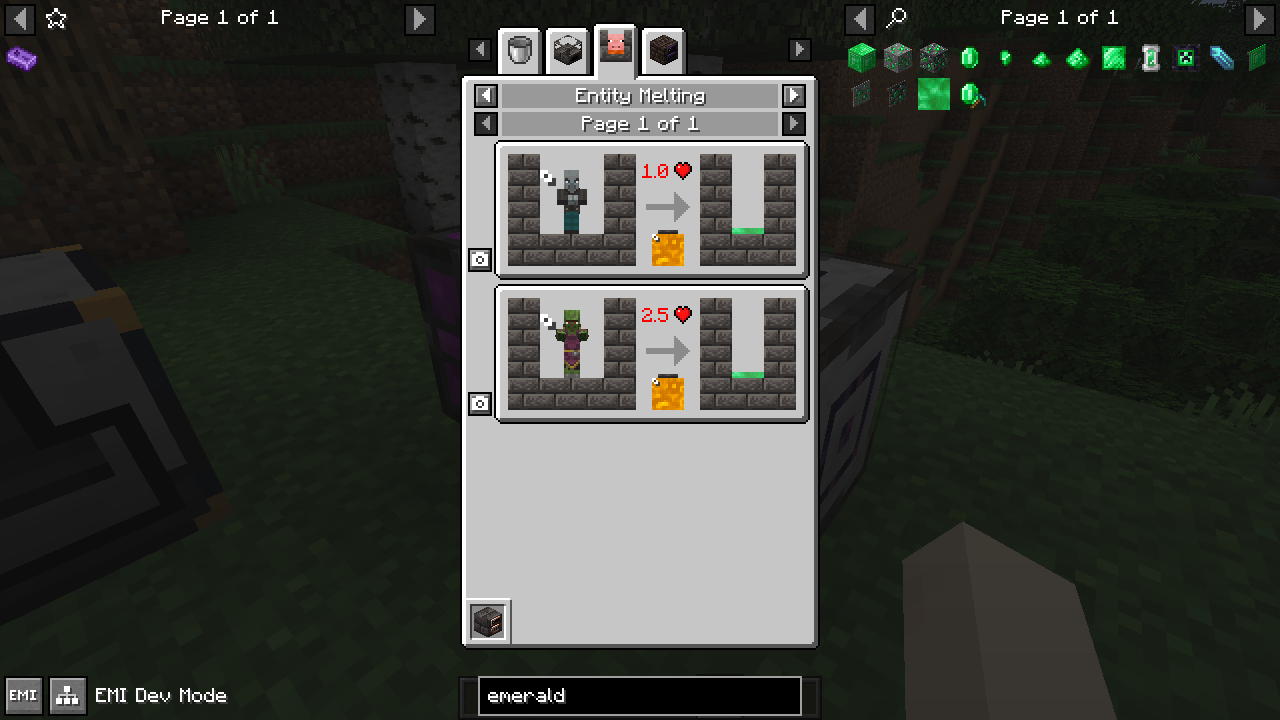 Page 1 of 1
Page 1 of 1
Entity Melting
Page 1 of 1
1.0
2.5
EMI
EMI Dev Mode
emerald